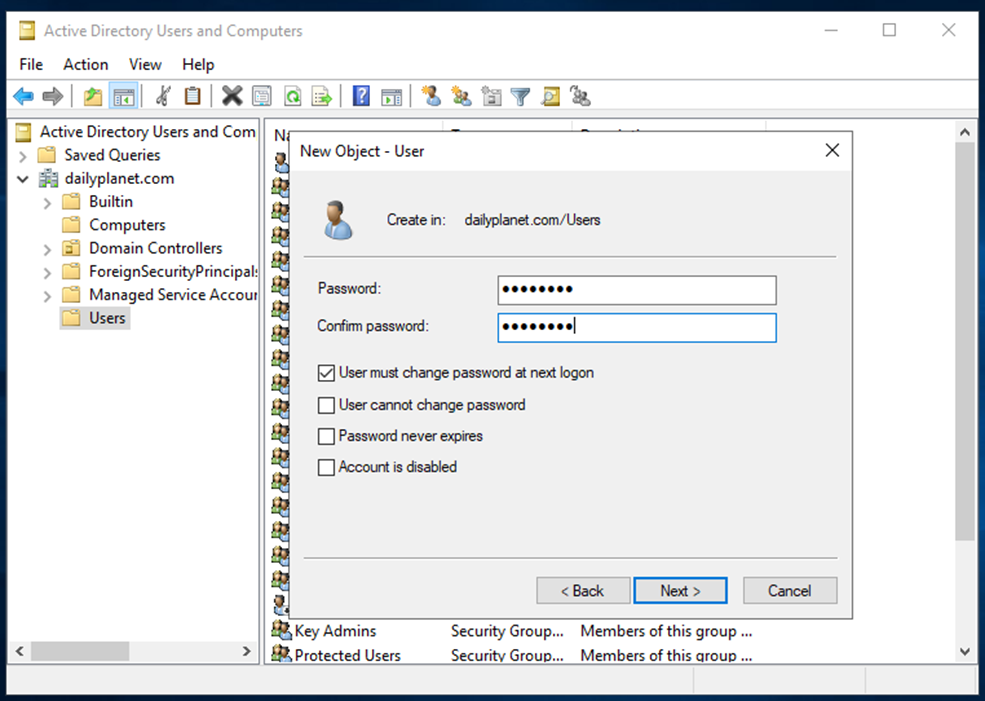 Active Directory Users and Computers
File Action View Help
Active Directory Users and Com
Saved Queries
dailyplanet.com
Builtin
Computers
Domain Controllers
ForeignSecurityPrincipal
Managed Service Accour
Users
New Object - User
Create in: dailyplanet.com/Users
Password: ●●●●●●●●
Confirm password: ●●●●●●●●
User must change password at next logon
User cannot change password
Password never expires
Account is disabled
< Back Next > Cancel
Key Admins Security Group... Members of this group ...
Protected Users Security Group... Members of this group ...